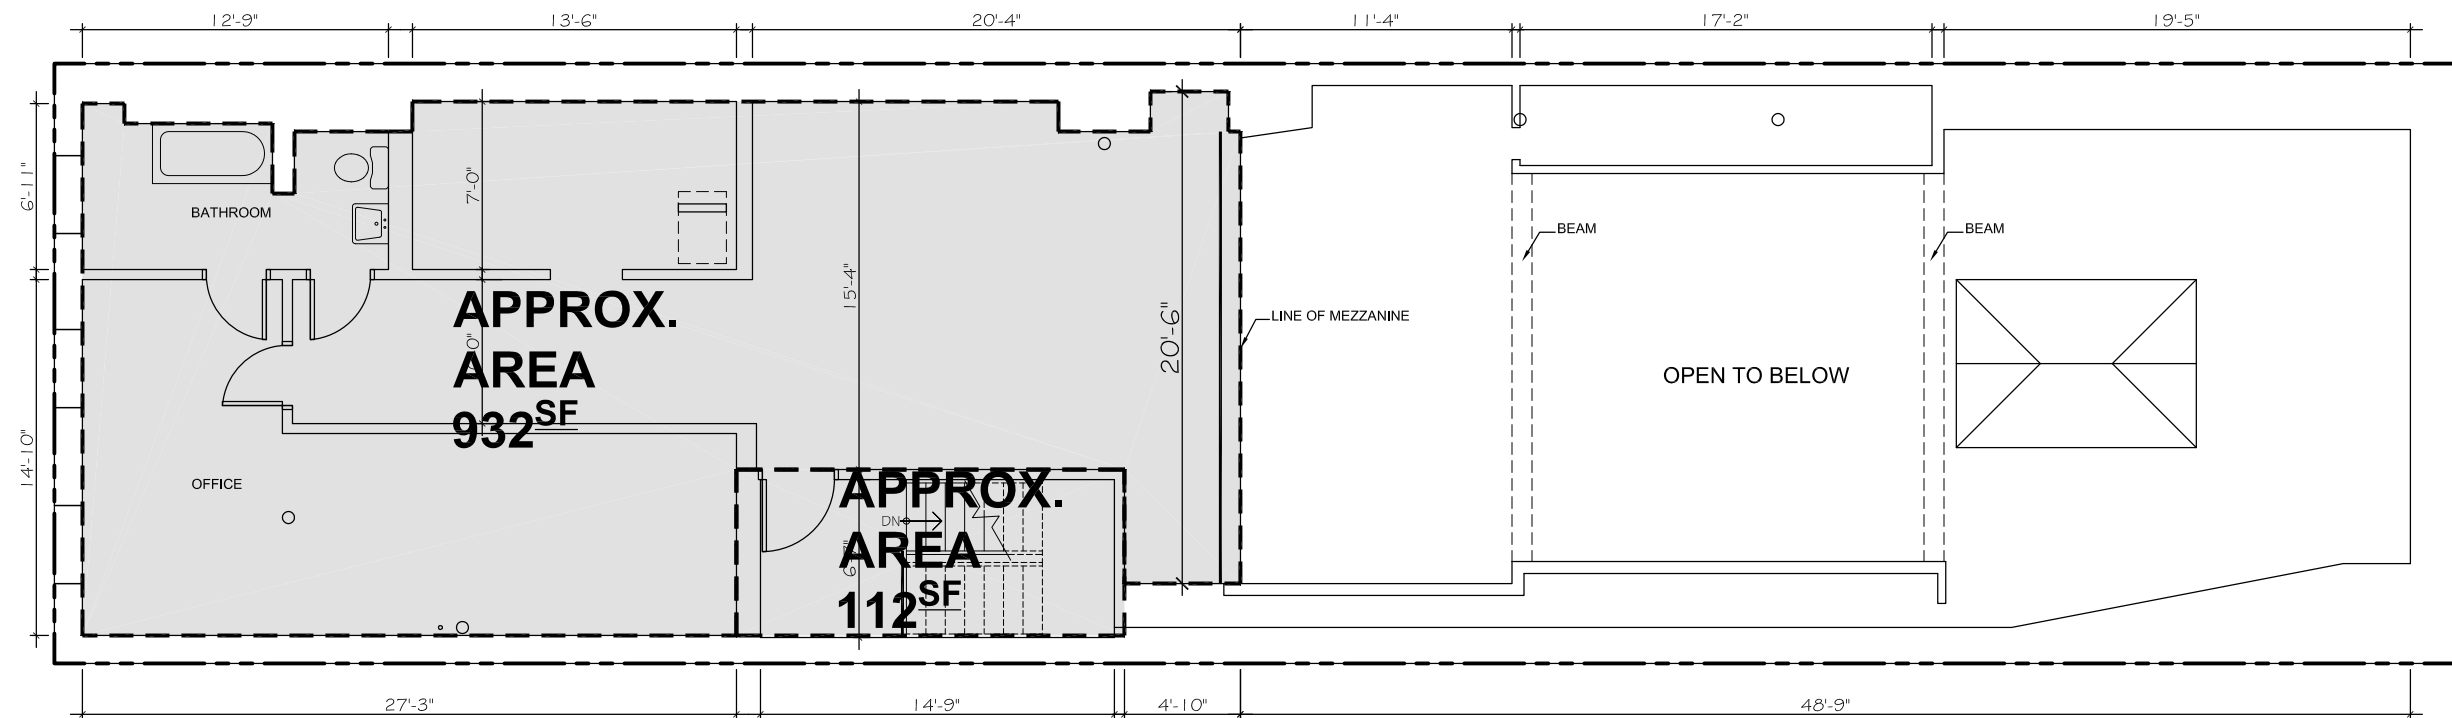 12'-9" 13'-6" 20'-4" 11'-4" 17'-2" 19'-5"
6'-11"
7'-0"
BATHROOM
BEAM
BEAM
15'-4"
20'-6"
LINE OF MEZZANINE
APPROX.
AREA
932SF
OPEN TO BELOW
14'-10"
OFFICE
APPROX.
DN
AREA
112SF
27'-3" 14'-9" 4'-10" 48'-9"